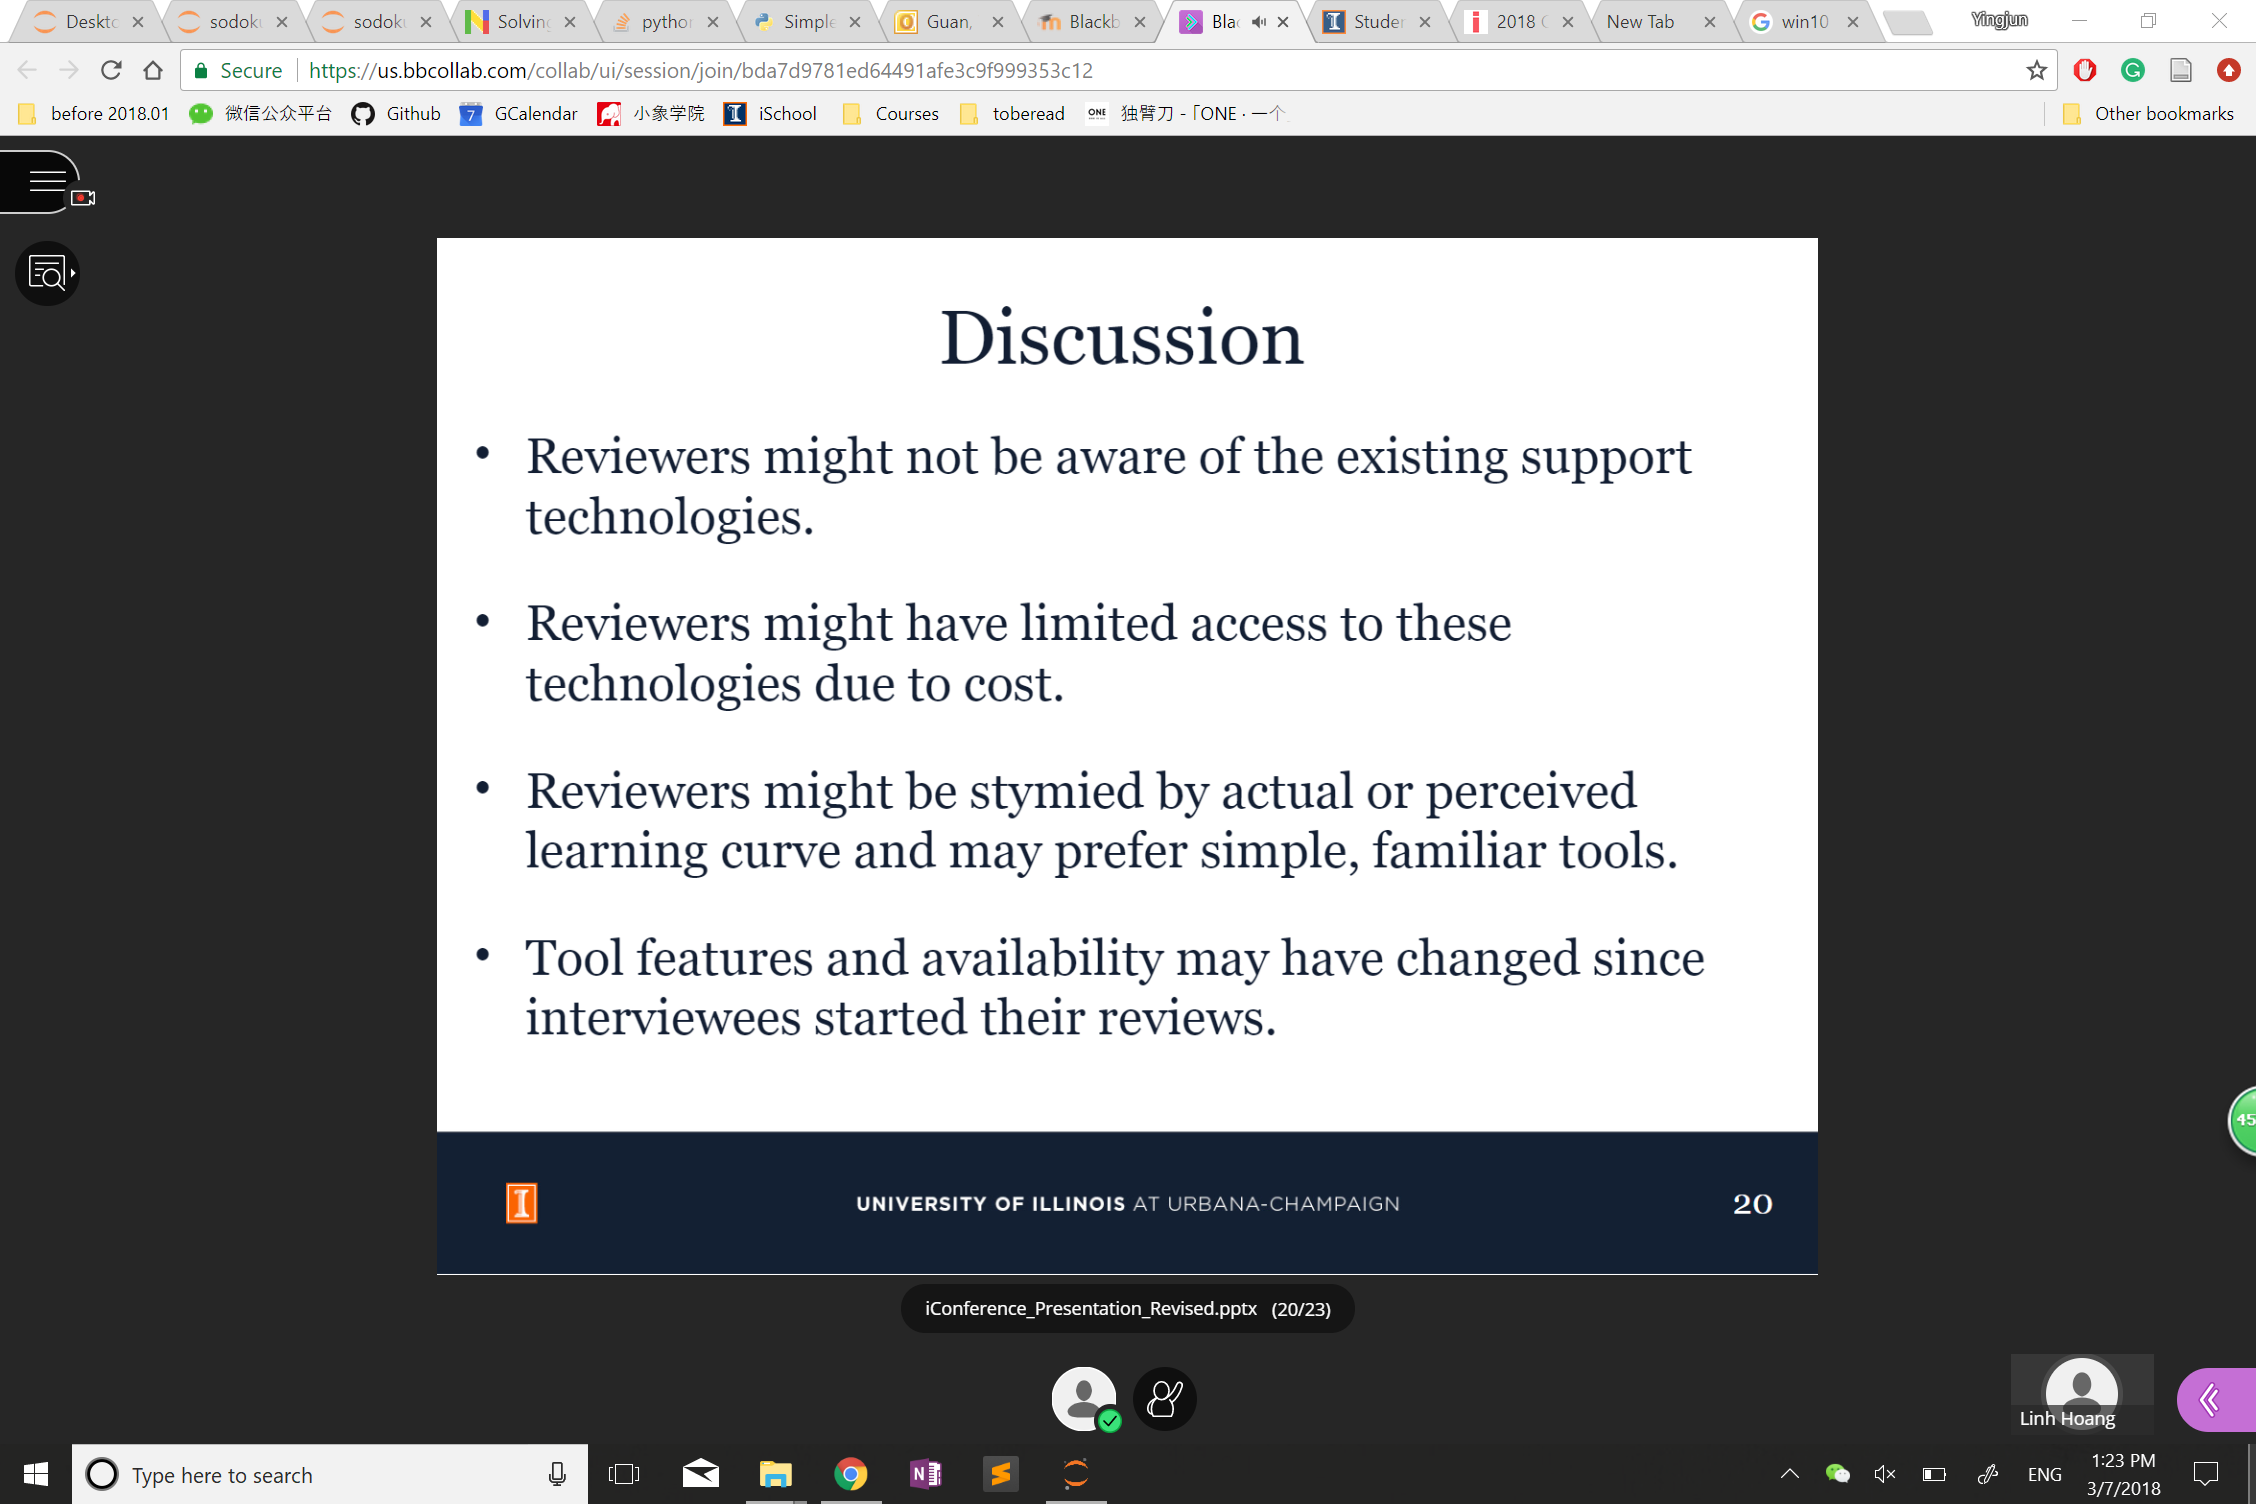 Deskto
sodok
sodok
Solving
python
Simple
Guan,
Blackb
Blac
Studen
2018
New Tab
win10
Yingjun
Secure
https://us.bbcollab.com/collab/ui/session/join/bda7d9781ed64491afe3c9f999353c12
before 2018.01
微信公众平台
Github
7
GCalendar
小象学院
iSchool
Courses
toberead
ONE
独臂刀 -「ONE · 一个
Other bookmarks
Discussion
• Reviewers might not be aware of the existing support
technologies.
• Reviewers might have limited access to these
technologies due to cost.
• Reviewers might be stymied by actual or perceived
learning curve and may prefer simple, familiar tools.
• Tool features and availability may have changed since
interviewees started their reviews.
I
UNIVERSITY OF ILLINOIS AT URBANA-CHAMPAIGN
20
45
iConference_Presentation_Revised.pptx (20/23)
Linh Hoang
Type here to search
ENG
1:23 PM
3/7/2018